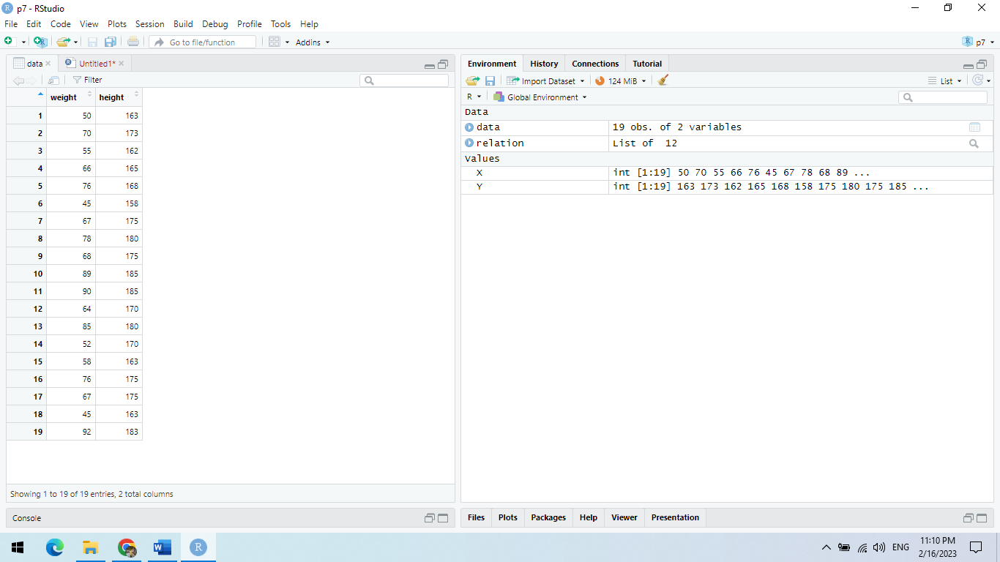 p7 - RStudio
File Edit Code View Plots Session Build Debug Profile Tools Help
Go to file/function Addins p7
data Untitled1*
Filter
weight height
1 50 163
2 70 173
3 55 162
4 66 165
5 76 168
6 45 158
7 67 175
8 78 180
9 68 175
10 89 185
11 90 185
12 64 170
13 85 180
14 52 170
15 58 163
16 76 175
17 67 175
18 45 163
19 92 183
Showing 1 to 19 of 19 entries, 2 total columns
Console
Environment History Connections Tutorial
Import Dataset 124 MiB List
R Global Environment
Data
data 19 obs. of 2 variables
relation List of 12
Values
X int [1:19] 50 70 55 66 76 45 67 78 68 89 ...
Y int [1:19] 163 173 162 165 168 158 175 180 175 185 ...
Files Plots Packages Help Viewer Presentation
ENG 11:10 PM
2/16/2023